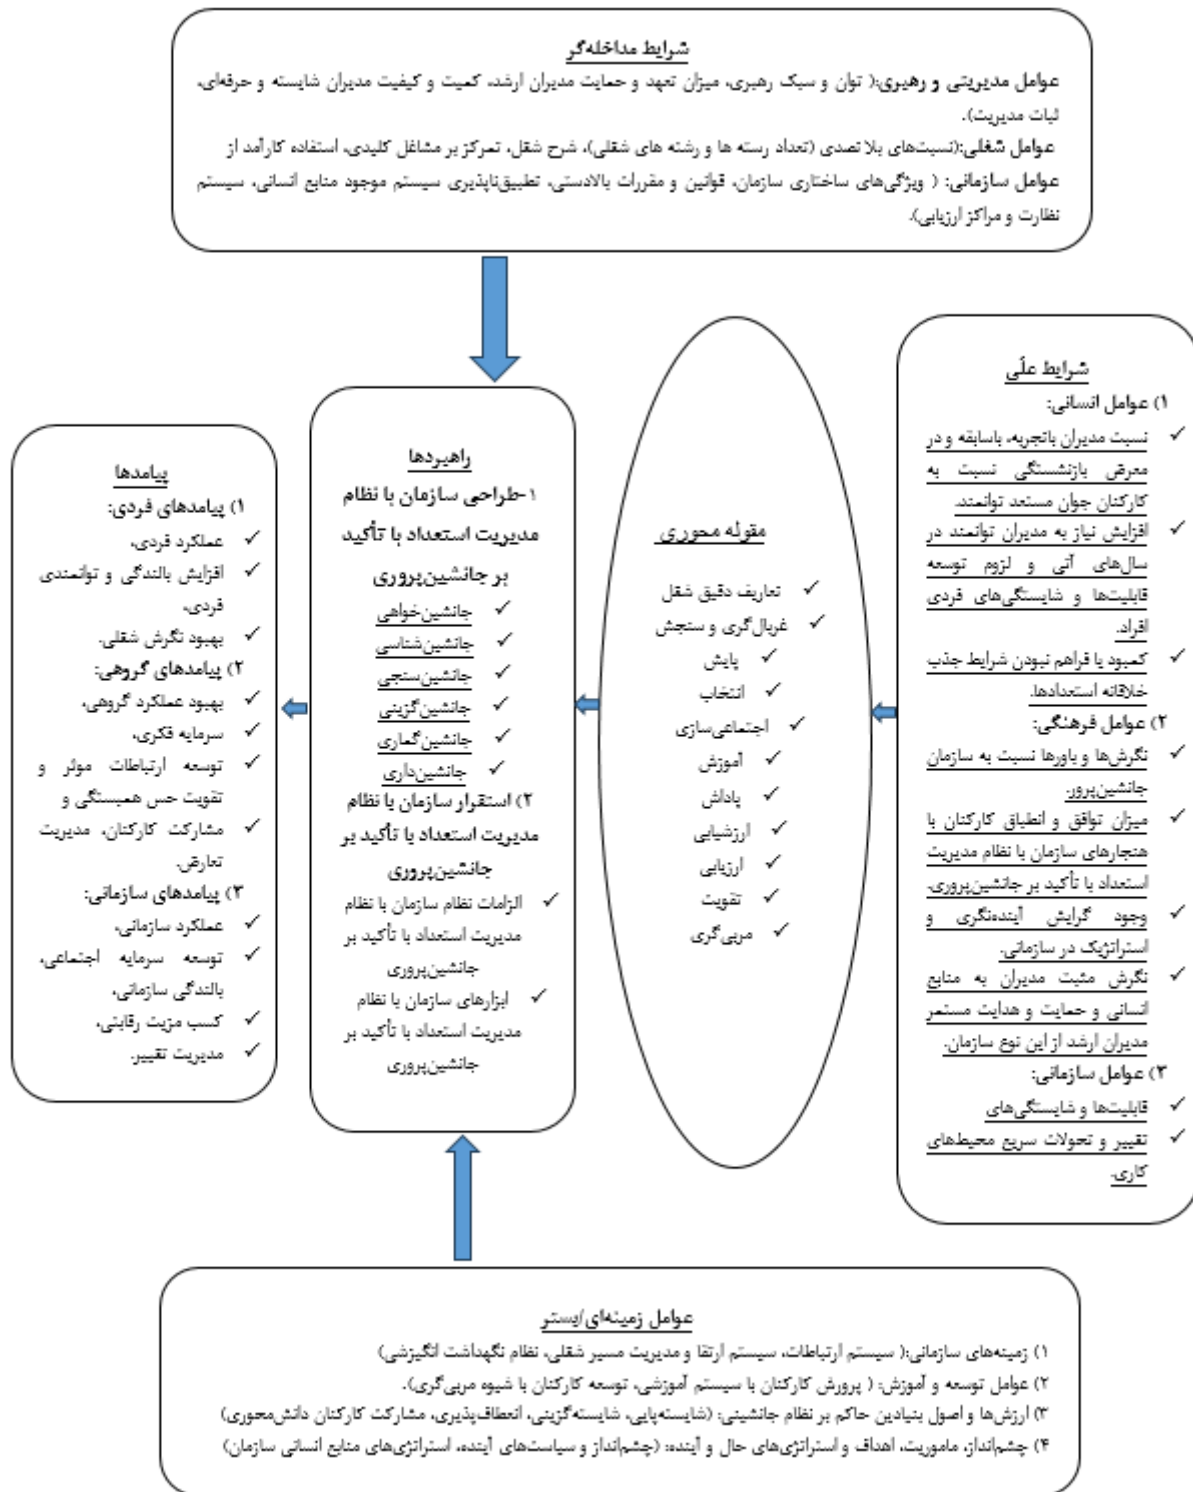 شرایط مداخله‌گر
عوامل مدیریتی و رهبری:( توان و سبک رهبری، میزان تعهد و حمایت مدیران ارشد، کمیت و کیفیت مدیران شایسته و حرفه‌ای،
ثبات مدیریت).
عوامل شغلی:(نسبت‌های بلا تصدی (تعداد رسته ها و رشته های شغلی)، شرح شغل، تمرکز بر مشاغل کلیدی، استفاده کارآمد از
عوامل سازمانی: ( ویژگی‌های ساختاری سازمان، قوانین و مقررات بالادستی، تطبیق‌ناپذیری سیستم موجود منابع انسانی، سیستم
نظارت و مراکز ارزیابی).
شرایط علّی
۱) عوامل انسانی:
✓ نسبت مدیران باتجربه، باسابقه و در
معرض بازنشستگی نسبت به
کارکنان جوان مستعد توانمند.
✓ افزایش نیاز به مدیران توانمند در
سال‌های آتی و لزوم توسعه
قابلیت‌ها و شایستگی‌های فردی
افراد.
✓ کمبود یا فراهم نبودن شرایط جذب
خلاقانه استعدادها.
۲) عوامل فرهنگی:
✓ نگرش‌ها و باورها نسبت به سازمان
جانشین‌پرور.
✓ میزان توافق و انطباق کارکنان با
هنجارهای سازمان با نظام مدیریت
استعداد با تأکید بر جانشین‌پروری.
✓ وجود گرایش آینده‌نگری و
استراتژیک در سازمانی.
✓ نگرش مثبت مدیران به منابع
انسانی و حمایت و هدایت مستمر
مدیران ارشد از این نوع سازمان.
۳) عوامل سازمانی:
✓ قابلیت‌ها و شایستگی‌های
✓ تغییر و تحولات سریع محیط‌های
کاری.
مقوله محوری
✓ تعاریف دقیق شغل
✓ غربال‌گری و سنجش
✓ پایش
✓ انتخاب
✓ اجتماعی‌سازی
✓ آموزش
✓ پاداش
✓ ارزشیابی
✓ ارزیابی
✓ تقویت
✓ مربی‌گری
راهبردها
۱-طراحی سازمان با نظام
مدیریت استعداد با تأکید
بر جانشین‌پروری
✓ جانشین‌خواهی
✓ جانشین‌شناسی
✓ جانشین‌سنجی
✓ جانشین‌گزینی
✓ جانشین‌گماری
✓ جانشین‌داری
۲) استقرار سازمان با نظام
مدیریت استعداد با تأکید بر
جانشین‌پروری
✓ الزامات نظام سازمان با نظام
مدیریت استعداد با تأکید بر
جانشین‌پروری
✓ ابزارهای سازمان با نظام
مدیریت استعداد با تأکید بر
جانشین‌پروری
پیامدها
۱) پیامدهای فردی:
✓ عملکرد فردی،
✓ افزایش بالندگی و توانمندی
فردی،
✓ بهبود نگرش شغلی.
۲) پیامدهای گروهی:
✓ بهبود عملکرد گروهی،
✓ سرمایه فکری،
✓ توسعه ارتباطات موثر و
تقویت حس همبستگی و
✓ مشارکت کارکنان، مدیریت
تعارض.
۳) پیامدهای سازمانی:
✓ عملکرد سازمانی،
✓ توسعه سرمایه اجتماعی،
بالندگی سازمانی،
✓ کسب مزیت رقابتی،
✓ مدیریت تغییر.
عوامل زمینه‌ای/بستر
۱) زمینه‌های سازمانی:( سیستم ارتباطات، سیستم ارتقا و مدیریت مسیر شغلی، نظام نگهداشت انگیزشی)
۲) عوامل توسعه و آموزش: ( پرورش کارکنان با سیستم آموزشی، توسعه کارکنان با شیوه مربی‌گری).
۳) ارزش‌ها و اصول بنیادین حاکم بر نظام جانشینی: (شایسته‌یابی، شایسته‌گزینی، انعطاف‌پذیری، مشارکت کارکنان دانش‌محوری)
۴) چشم‌انداز، ماموریت، اهداف و استراتژی‌های حال و آینده: (چشم‌انداز و سیاست‌های آینده، استراتژی‌های منابع انسانی سازمان)